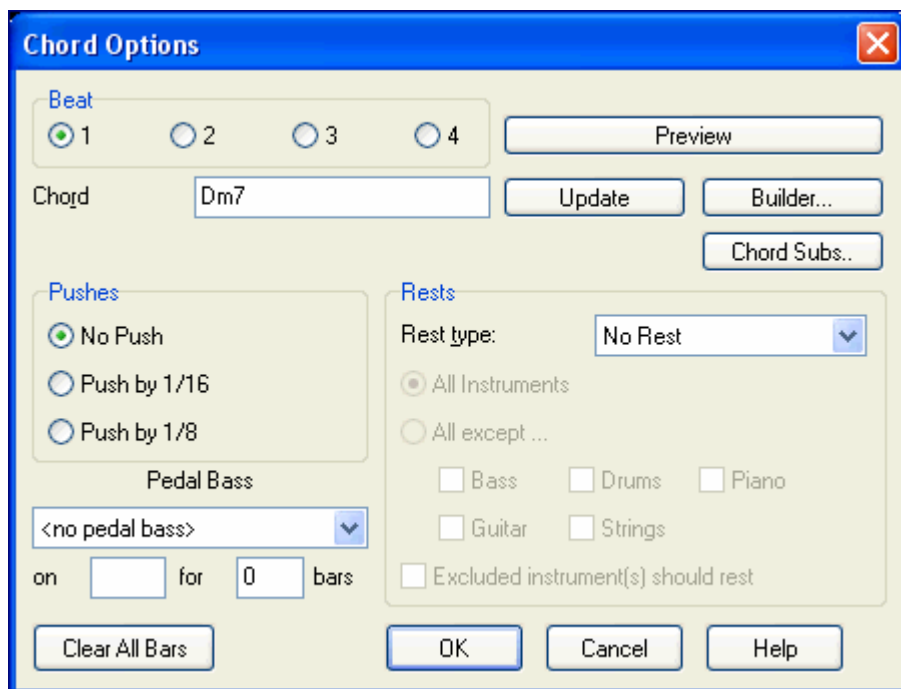 Chord Options
Beat
1 2 3 4 Preview
Chord Dm7 Update Builder...
Chord Subs..
Pushes Rests
No Push Rest type: No Rest
Push by 1/16 All Instruments
Push by 1/8 All except ...
Pedal Bass Bass Drums Piano
<no pedal bass> Guitar Strings
on for 0 bars Excluded instrument(s) should rest
Clear All Bars OK Cancel Help